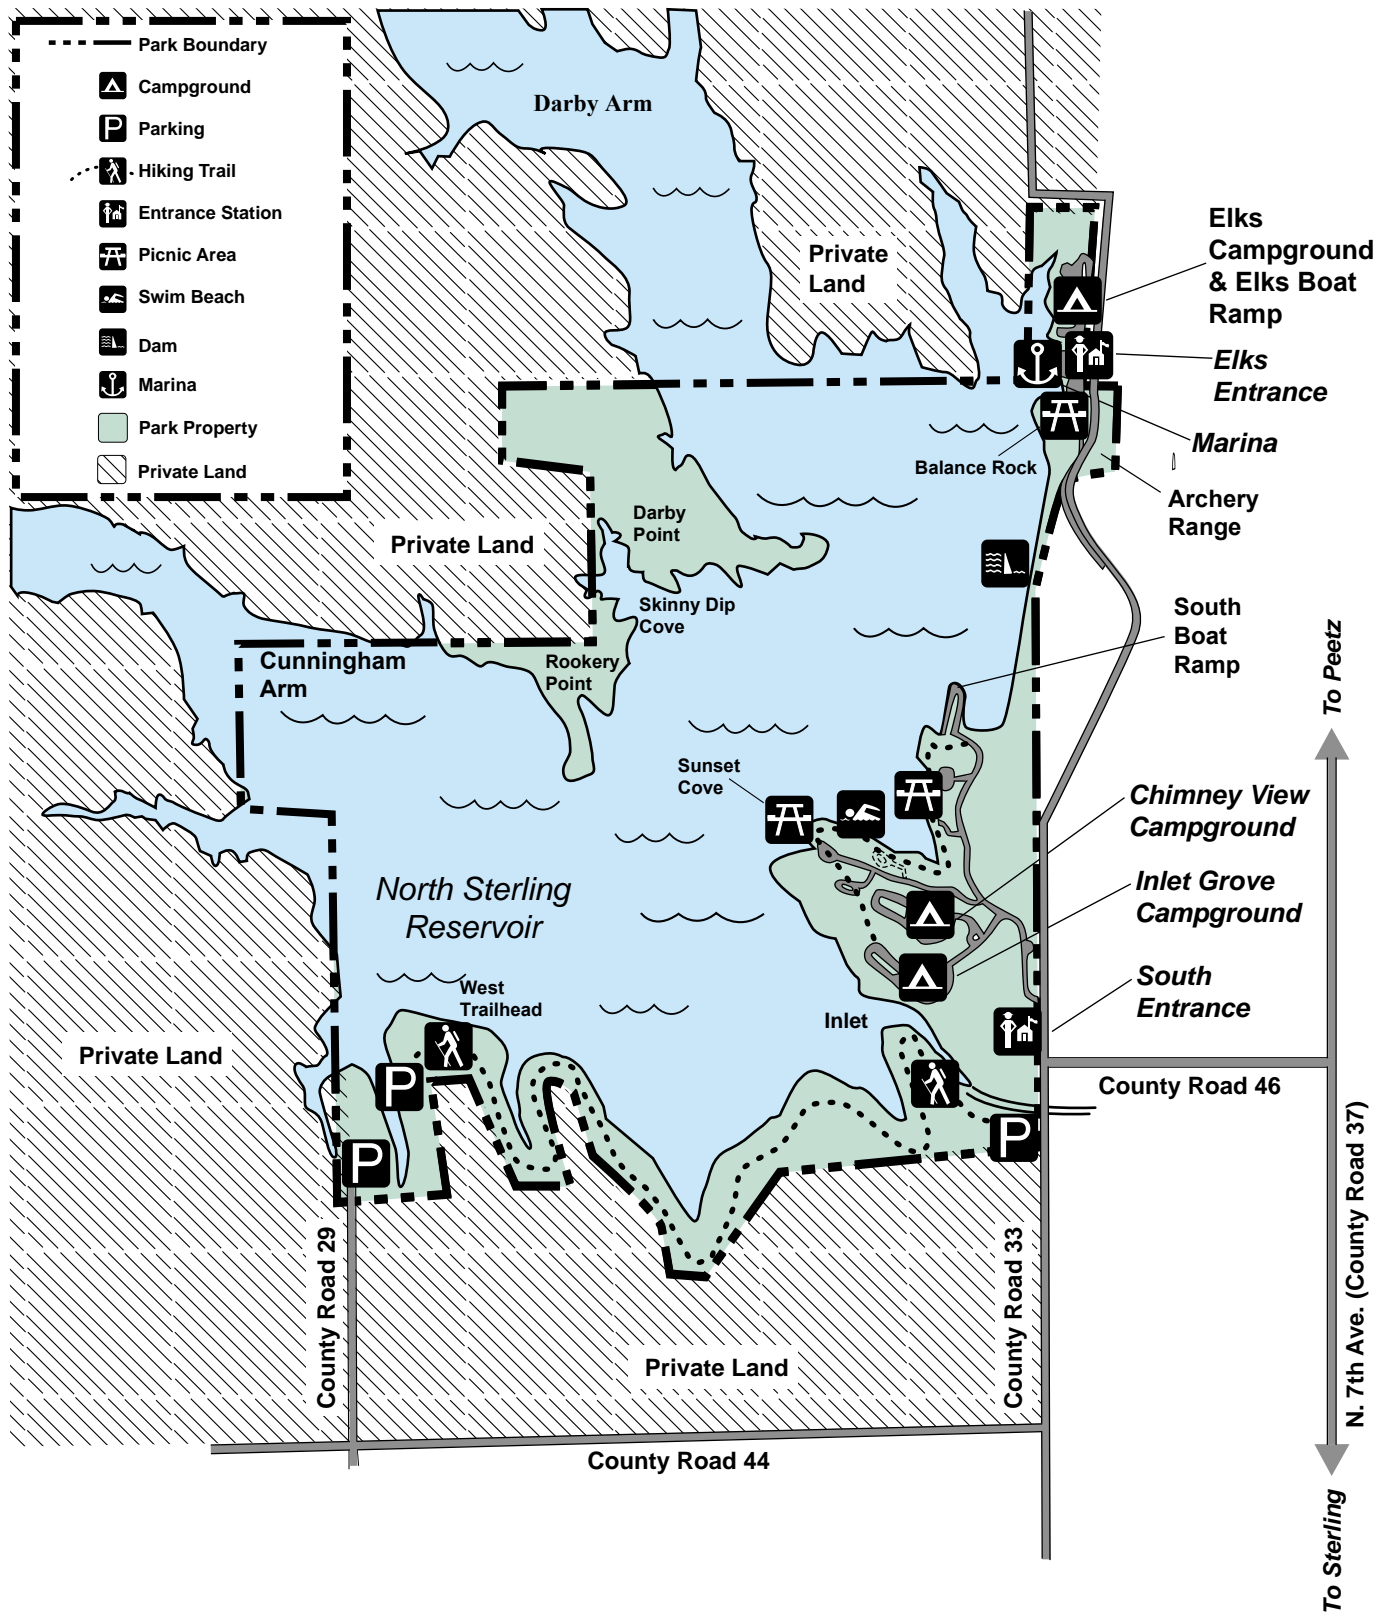 Park Boundary
Campground
P
Parking
Hiking Trail
Entrance Station
Picnic Area
Swim Beach
Dam
Marina
Park Property
Private Land
Darby Arm
Private
Land
Elks
Campground
& Elks Boat
Ramp
Elks
Entrance
Marina
Balance Rock
Archery
Range
Darby
Point
Private Land
Skinny Dip
Cove
South
Boat
Ramp
Cunningham
Arm
Rookery
Point
To Peetz
Sunset
Cove
Chimney View
Campground
Inlet Grove
Campground
North Sterling
Reservoir
South
Entrance
West
Trailhead
Inlet
Private Land
P
P
P
County Road 46
County Road 29
County Road 33
N. 7th Ave. (County Road 37)
Private Land
County Road 44
To Sterling